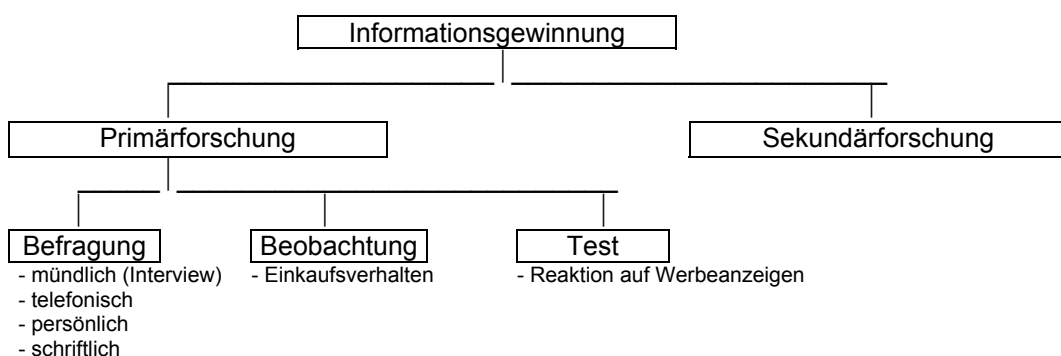 Informationsgewinnung
Primärforschung
Sekundärforschung
Befragung
- mündlich (Interview)
- telefonisch
- persönlich
- schriftlich
Beobachtung
- Einkaufsverhalten
Test
- Reaktion auf Werbeanzeigen